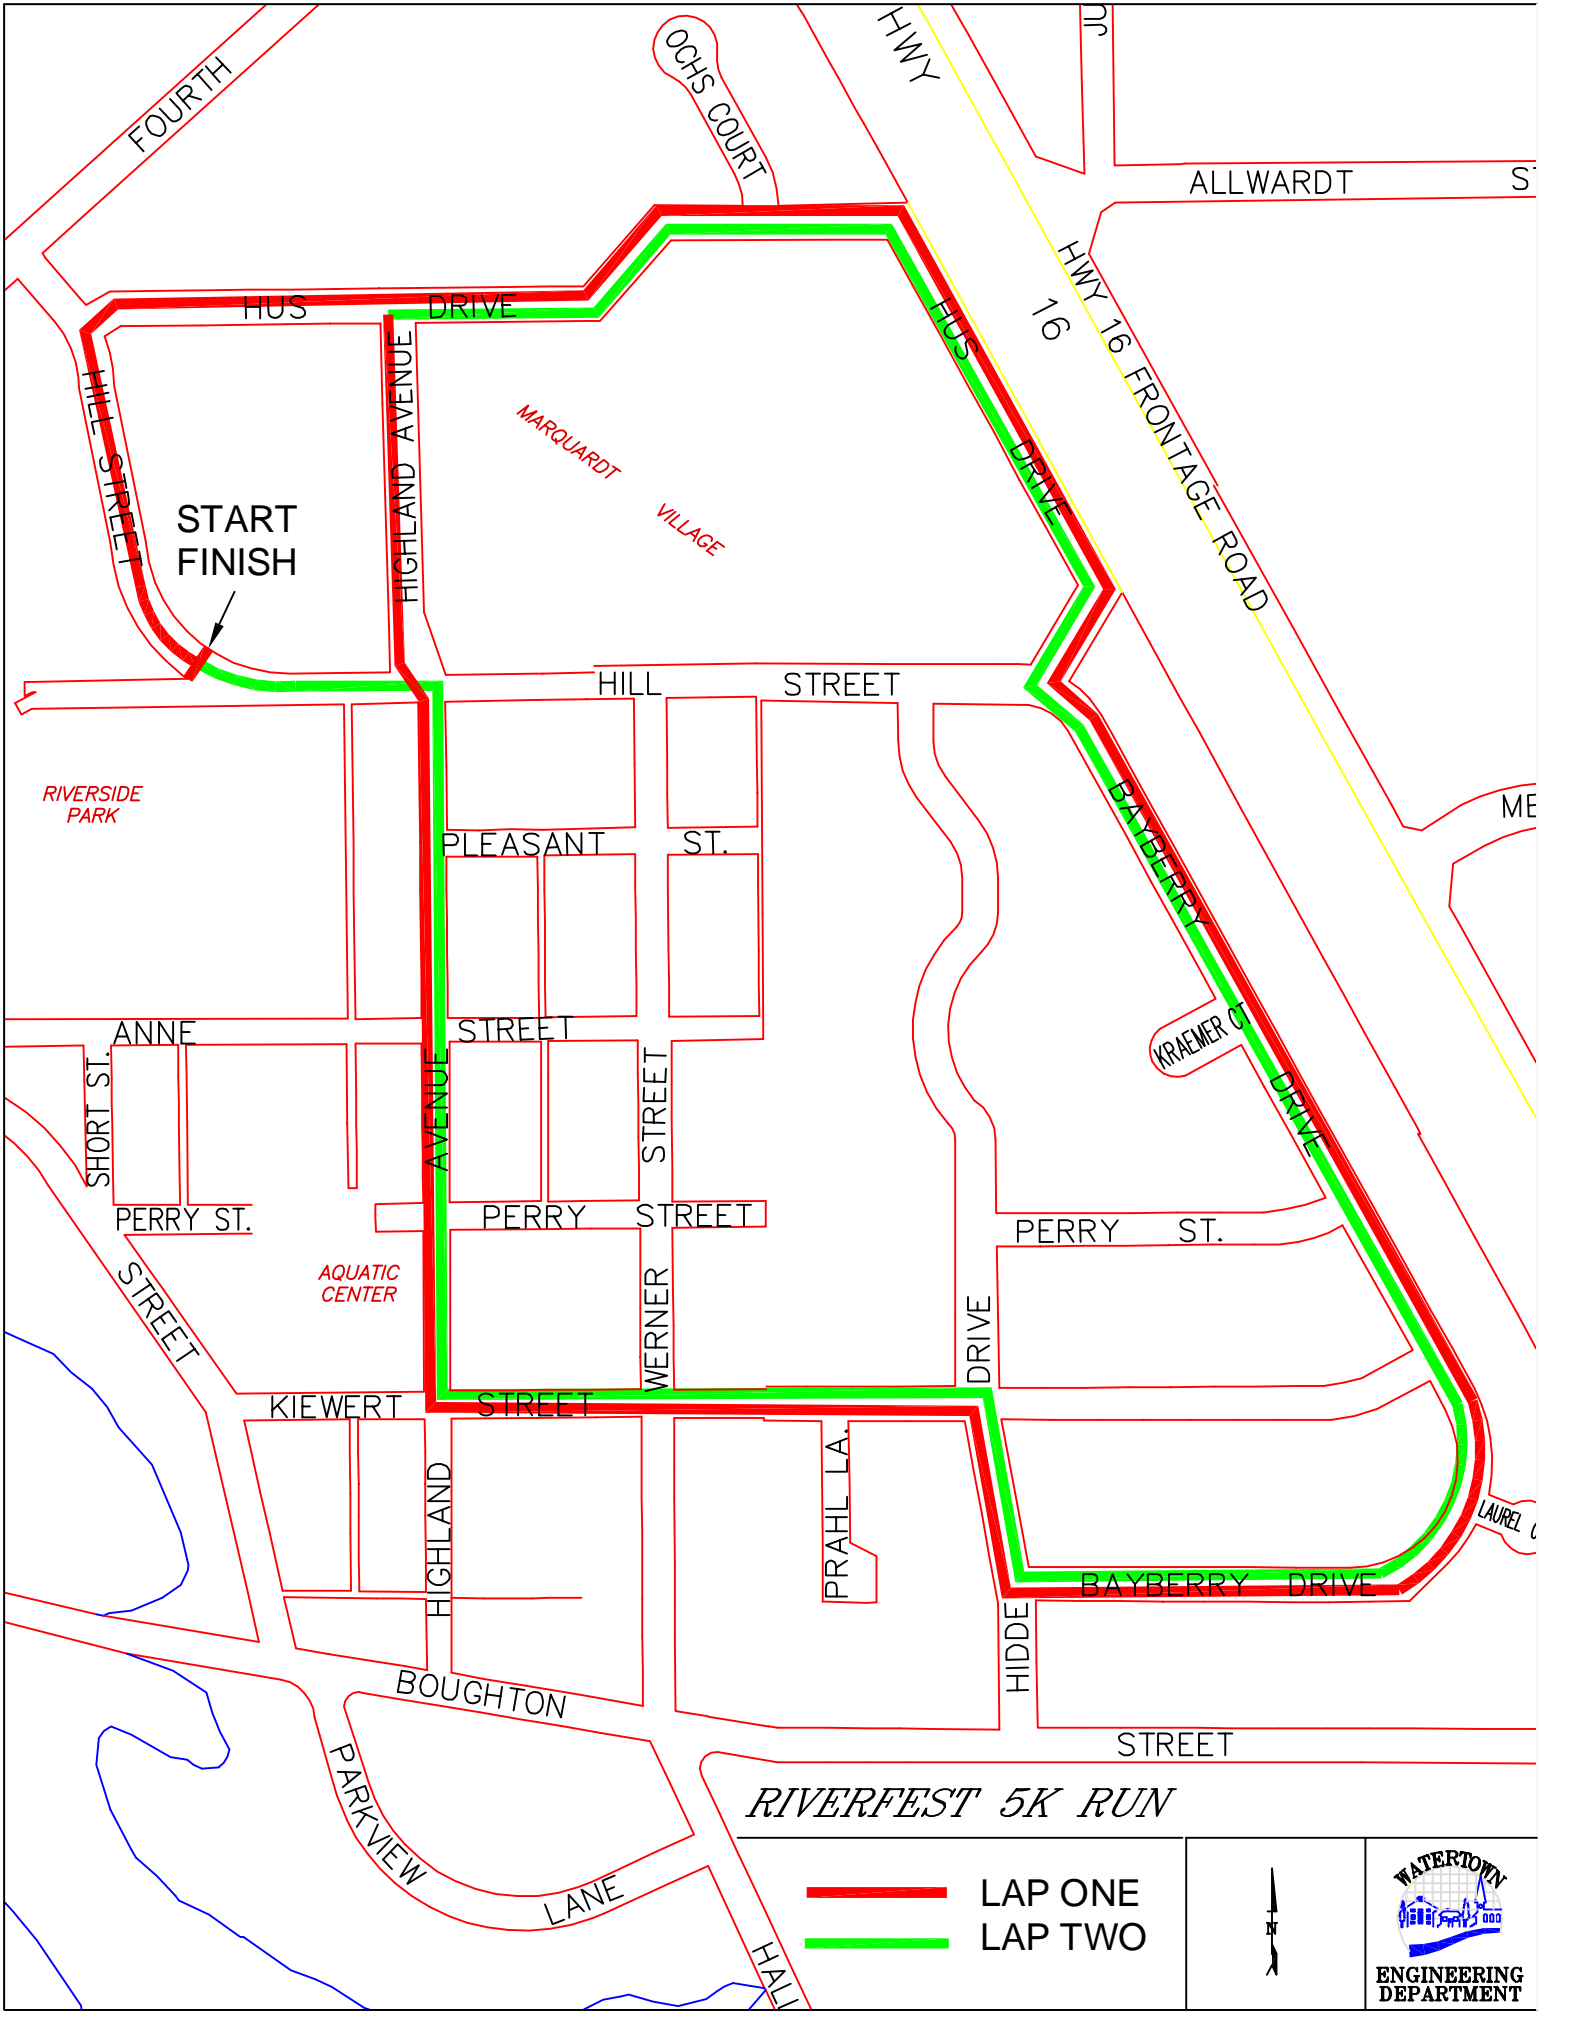 FOURTH
OCHS COURT
HWY
ALLWARDT
HUS DRIVE
HWY 16 FRONTAGE ROAD
16
HUS DRIVE
HILL STREET
HIGHLAND AVENUE
MARQUARDT
VILLAGE
START
FINISH
HILL STREET
RIVERSIDE
PARK
BAYBERRY DRIVE
ME
PLEASANT ST.
ANNE STREET
SHORT ST.
AVENUE
WERNER STREET
KRAEMER CT
PERRY ST.
PERRY STREET
PERRY ST.
AQUATIC
CENTER
STREET
DRIVE
KIEWERT STREET
HIGHLAND
PRAHL LA.
LAUREL
BAYBERRY DRIVE
HIDDE
BOUGHTON
STREET
PARKVIEW
LANE
HALL
RIVERFEST 5K RUN
LAP ONE
LAP TWO
N
WATERTOWN
ENGINEERING
DEPARTMENT